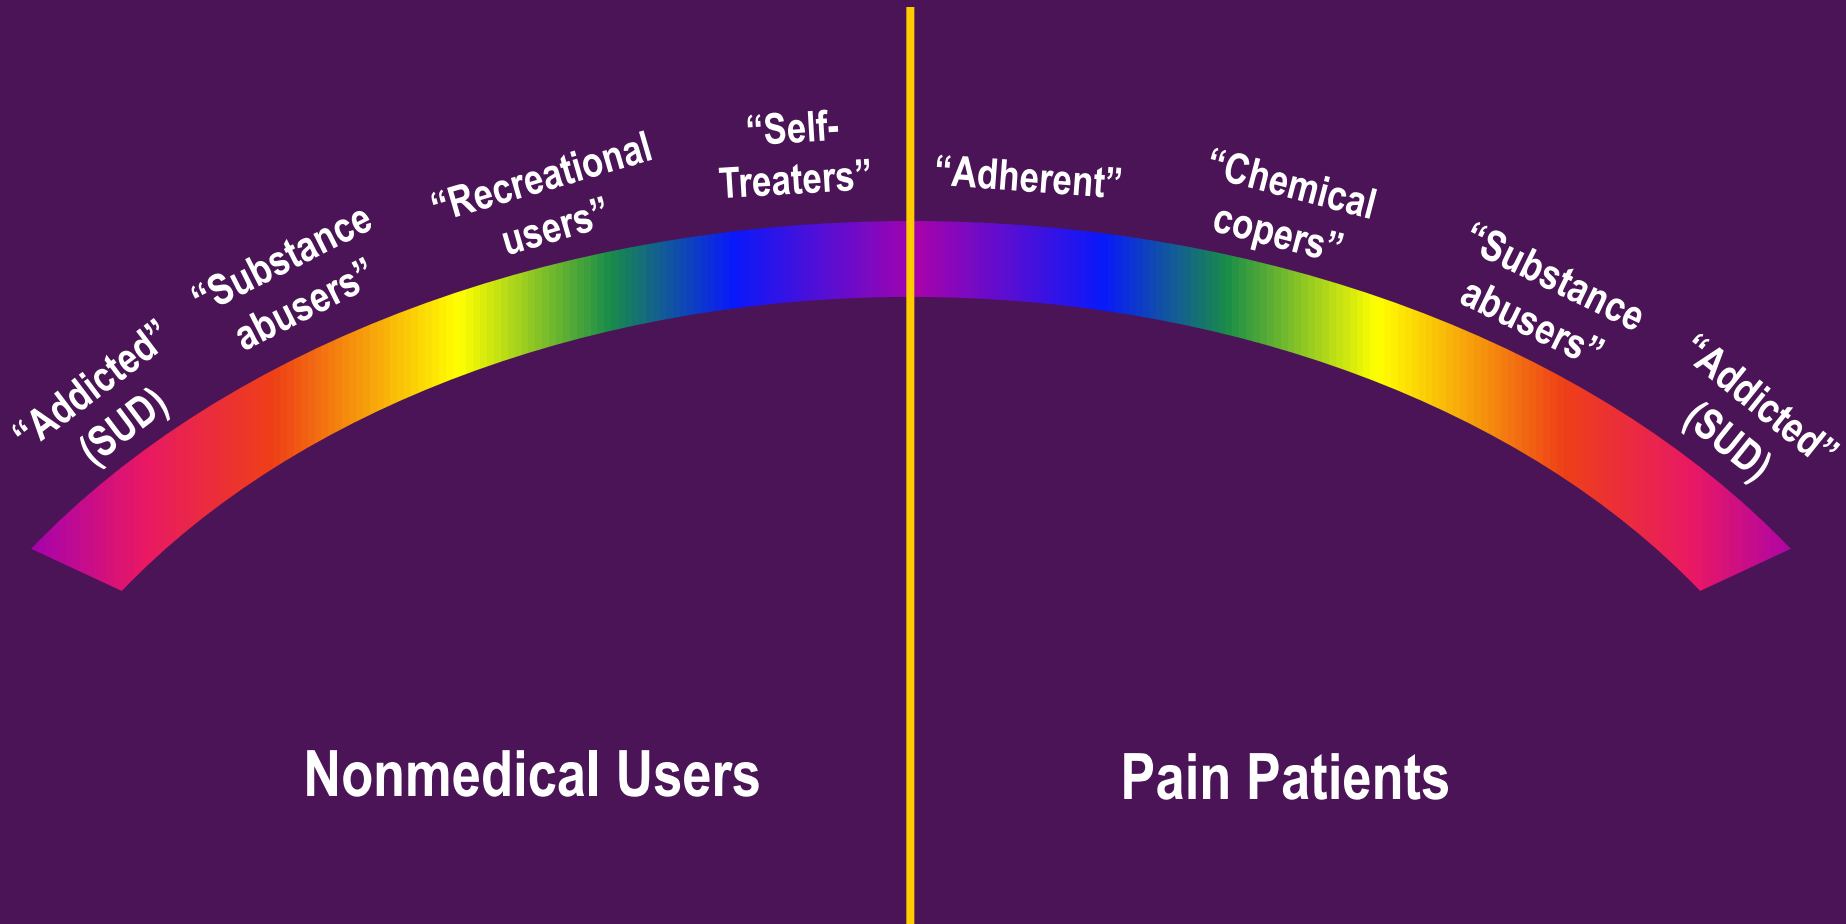 “Addicted”
(SUD)
“Substance
abusers”
“Recreational
users”
“Self-
Treaters”
“Adherent”
“Chemical
copers”
“Substance
abusers”
“Addicted”
(SUD)
Nonmedical Users
Pain Patients